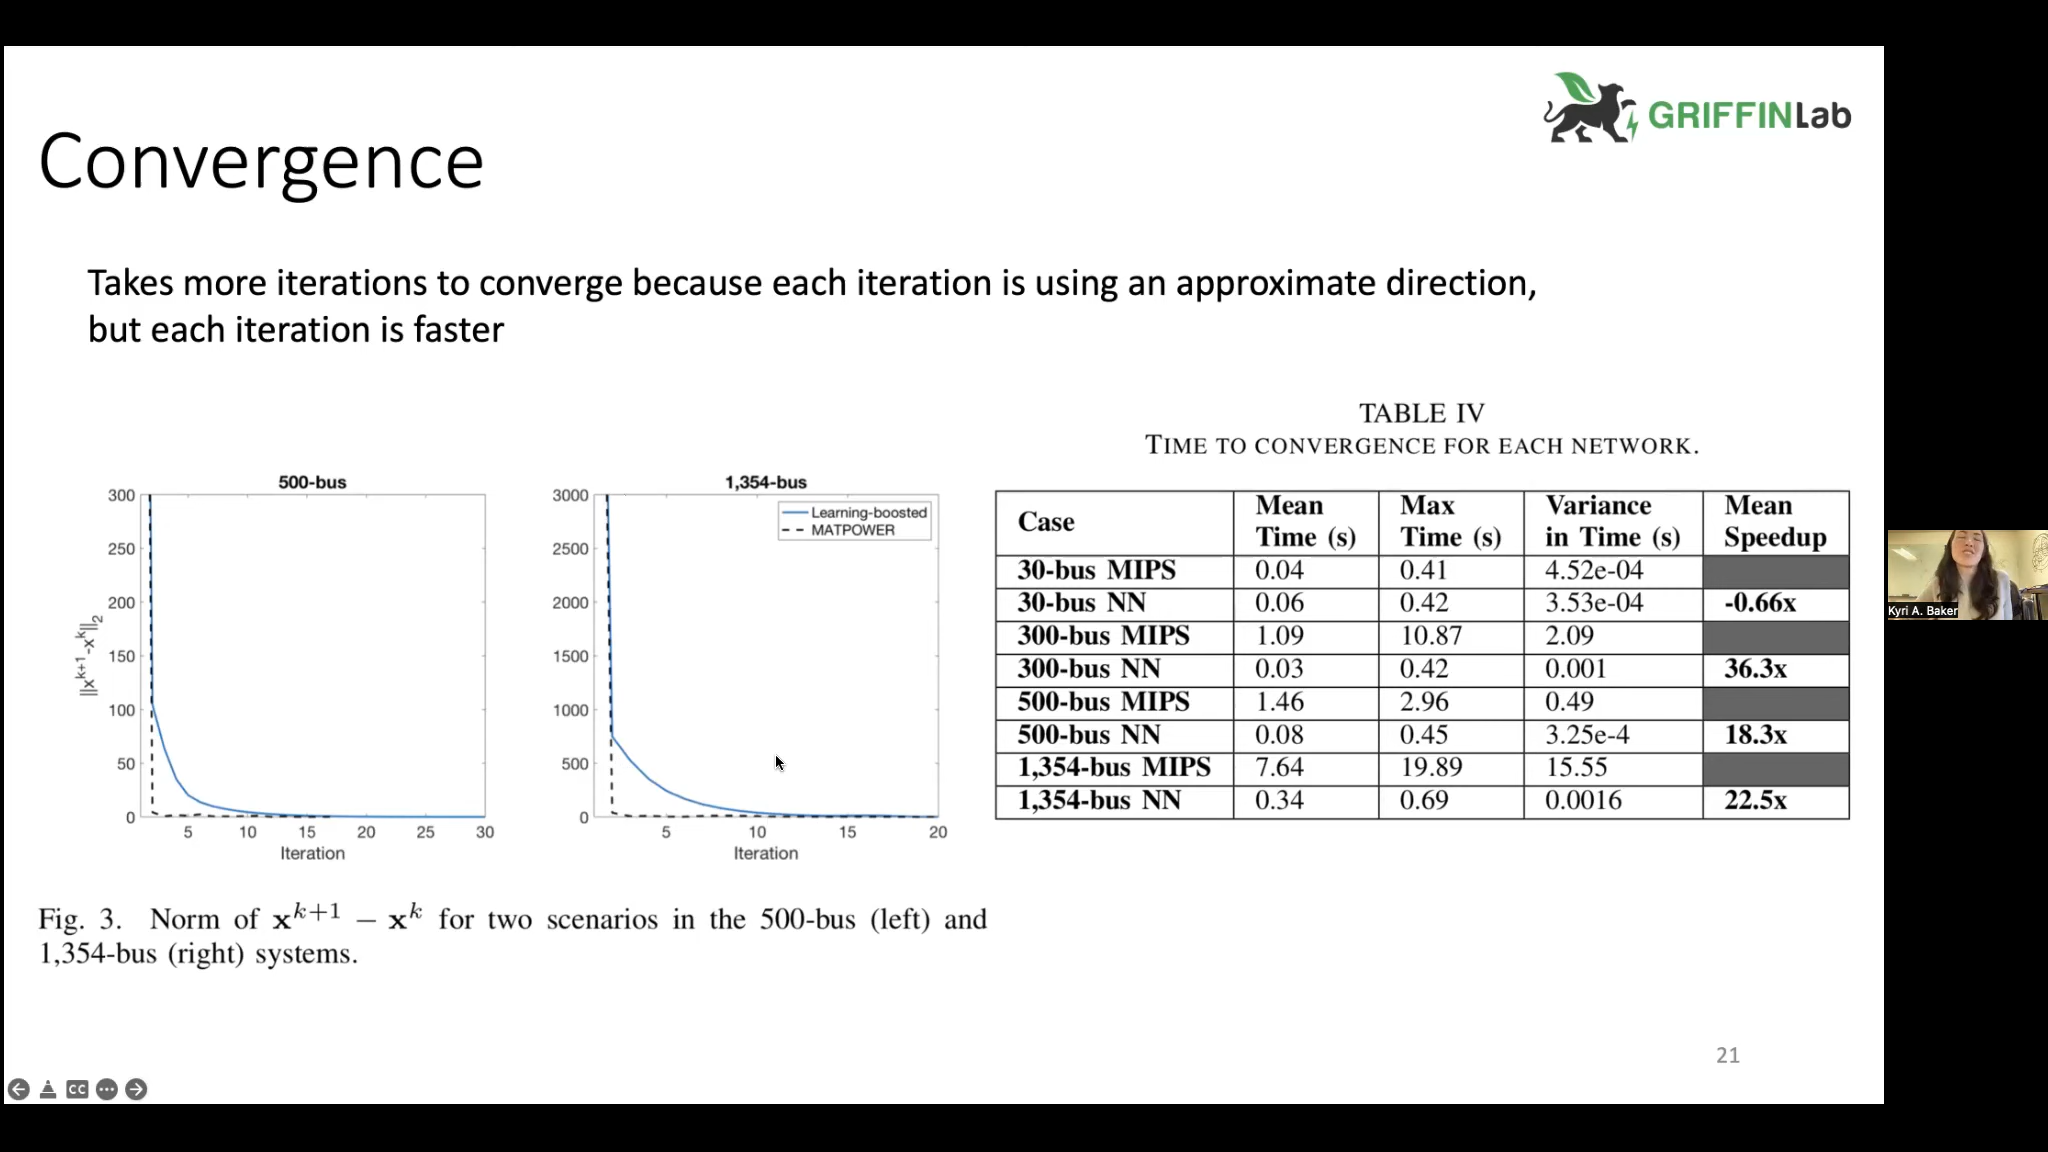 GRIFFINLab
Convergence
Takes more iterations to converge because each iteration is using an approximate direction,
but each iteration is faster
500-bus
300
250
200
150
100
50
0
5 10 15 20 25 30
||x^{k+1}-x^k||_2
Iteration
1,354-bus
3000
2500
2000
1500
1000
500
0
5 10 15 20
Iteration
Learning-boosted
MATPOWER
Fig. 3. Norm of x^{k+1} − x^k for two scenarios in the 500-bus (left) and
1,354-bus (right) systems.
TABLE IV
TIME TO CONVERGENCE FOR EACH NETWORK.
Case Mean Time (s) Max Time (s) Variance in Time (s) Mean Speedup
30-bus MIPS 0.04 0.41 4.52e-04
30-bus NN 0.06 0.42 3.53e-04 -0.66x
300-bus MIPS 1.09 10.87 2.09
300-bus NN 0.03 0.42 0.001 36.3x
500-bus MIPS 1.46 2.96 0.49
500-bus NN 0.08 0.45 3.25e-4 18.3x
1,354-bus MIPS 7.64 19.89 15.55
1,354-bus NN 0.34 0.69 0.0016 22.5x
Kyri A. Baker
21
CC